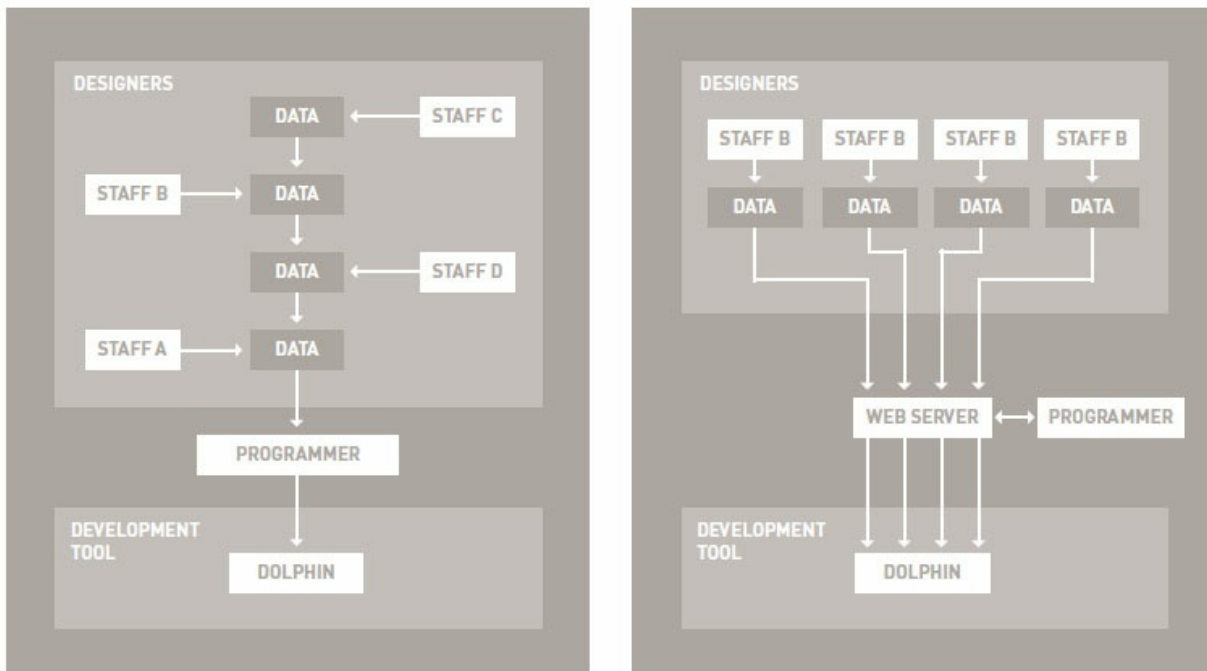 DESIGNERS
DATA
STAFF C
STAFF B
DATA
DATA
STAFF D
STAFF A
DATA
PROGRAMMER
DEVELOPMENT
TOOL
DOLPHIN
DESIGNERS
STAFF B
STAFF B
STAFF B
STAFF B
DATA
DATA
DATA
DATA
WEB SERVER
PROGRAMMER
DEVELOPMENT
TOOL
DOLPHIN